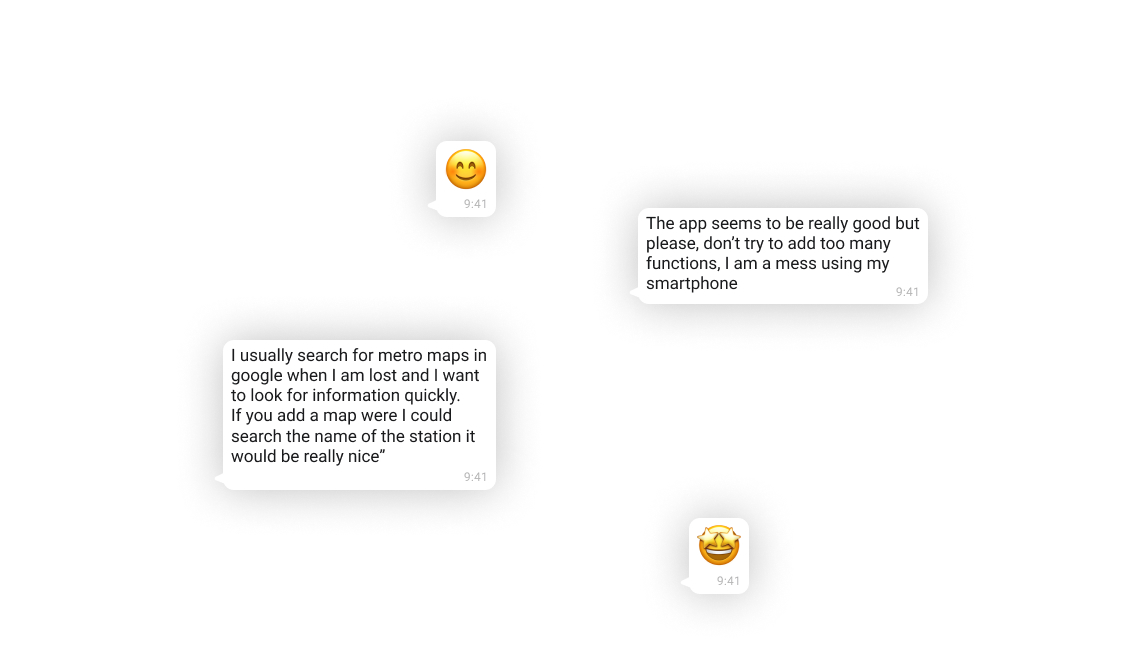 😊
9:41
The app seems to be really good but
please, don’t try to add too many
functions, I am a mess using my
smartphone
9:41
I usually search for metro maps in
google when I am lost and I want
to look for information quickly.
If you add a map were I could
search the name of the station it
would be really nice”
9:41
🤩
9:41